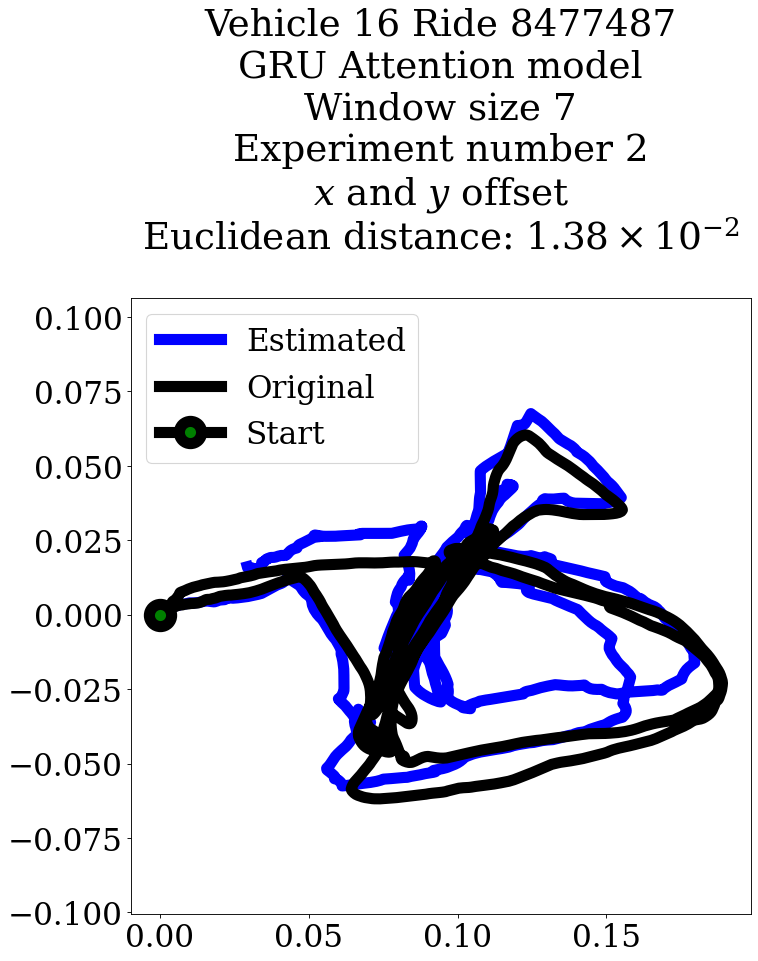 Vehicle 16 Ride 8477487
GRU Attention model
Window size 7
Experiment number 2
x and y offset
Euclidean distance: 1.38 × 10⁻²
Estimated
Original
Start
0.100
0.075
0.050
0.025
0.000
−0.025
−0.050
−0.075
−0.100
0.00 0.05 0.10 0.15